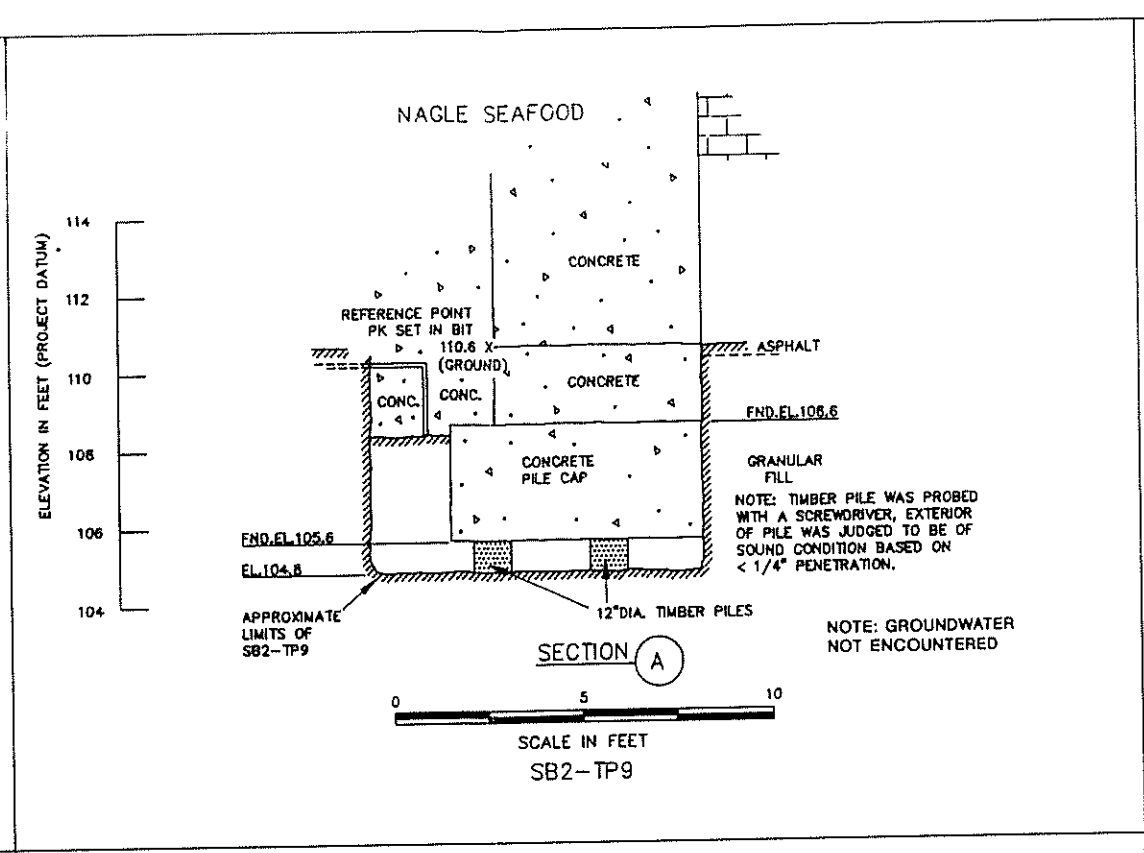 NAGLE SEAFOOD
114
112
110
108
106
104
ELEVATION IN FEET (PROJECT DATUM)
CONCRETE
REFERENCE POINT
PK SET IN BIT
110.6 X
(GROUND)
ASPHALT
CONC.
CONC.
CONCRETE
FND.EL.108.6
CONCRETE
PILE CAP
GRANULAR
FILL
NOTE: TIMBER PILE WAS PROBED
WITH A SCREWDRIVER, EXTERIOR
OF PILE WAS JUDGED TO BE OF
SOUND CONDITION BASED ON
< 1/4" PENETRATION.
FND.EL.105.6
EL.104.8
APPROXIMATE
LIMITS OF
SB2-TP9
12"DIA. TIMBER PILES
NOTE: GROUNDWATER
NOT ENCOUNTERED
SECTION A
0 5 10
SCALE IN FEET
SB2-TP9